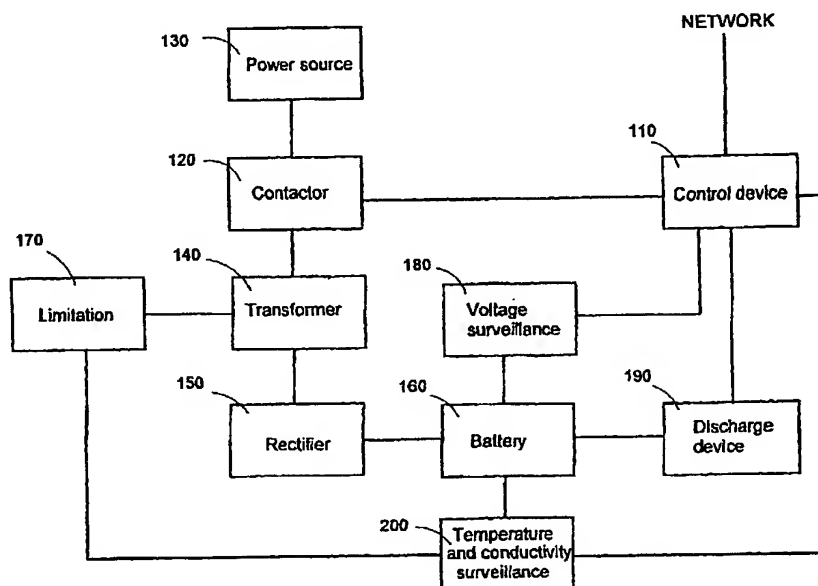 NETWORK
130
Power source
110
120
Control device
Contactor
170
140
180
Limitation
Transformer
Voltage
surveillance
150
160
190
Rectifier
Battery
Discharge
device
200
Temperature
and conductivity
surveillance